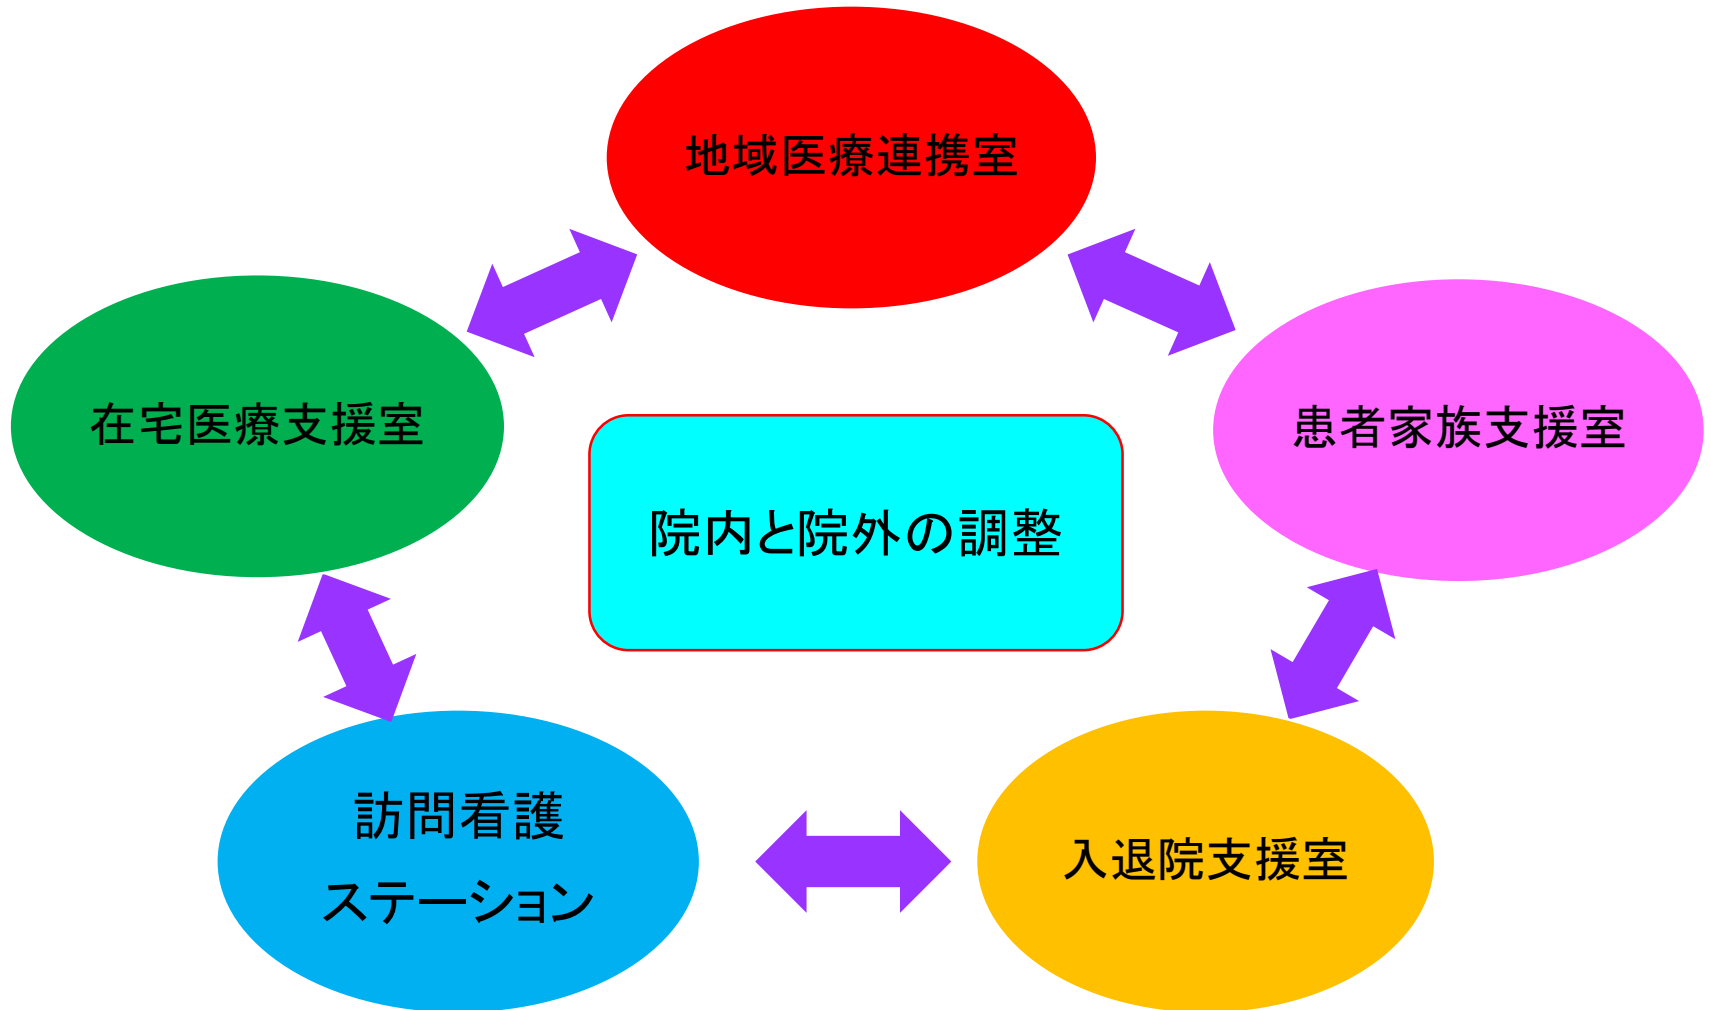 地域医療連携室
在宅医療支援室
患者家族支援室
院内と院外の調整
訪問看護
ステーション
入退院支援室